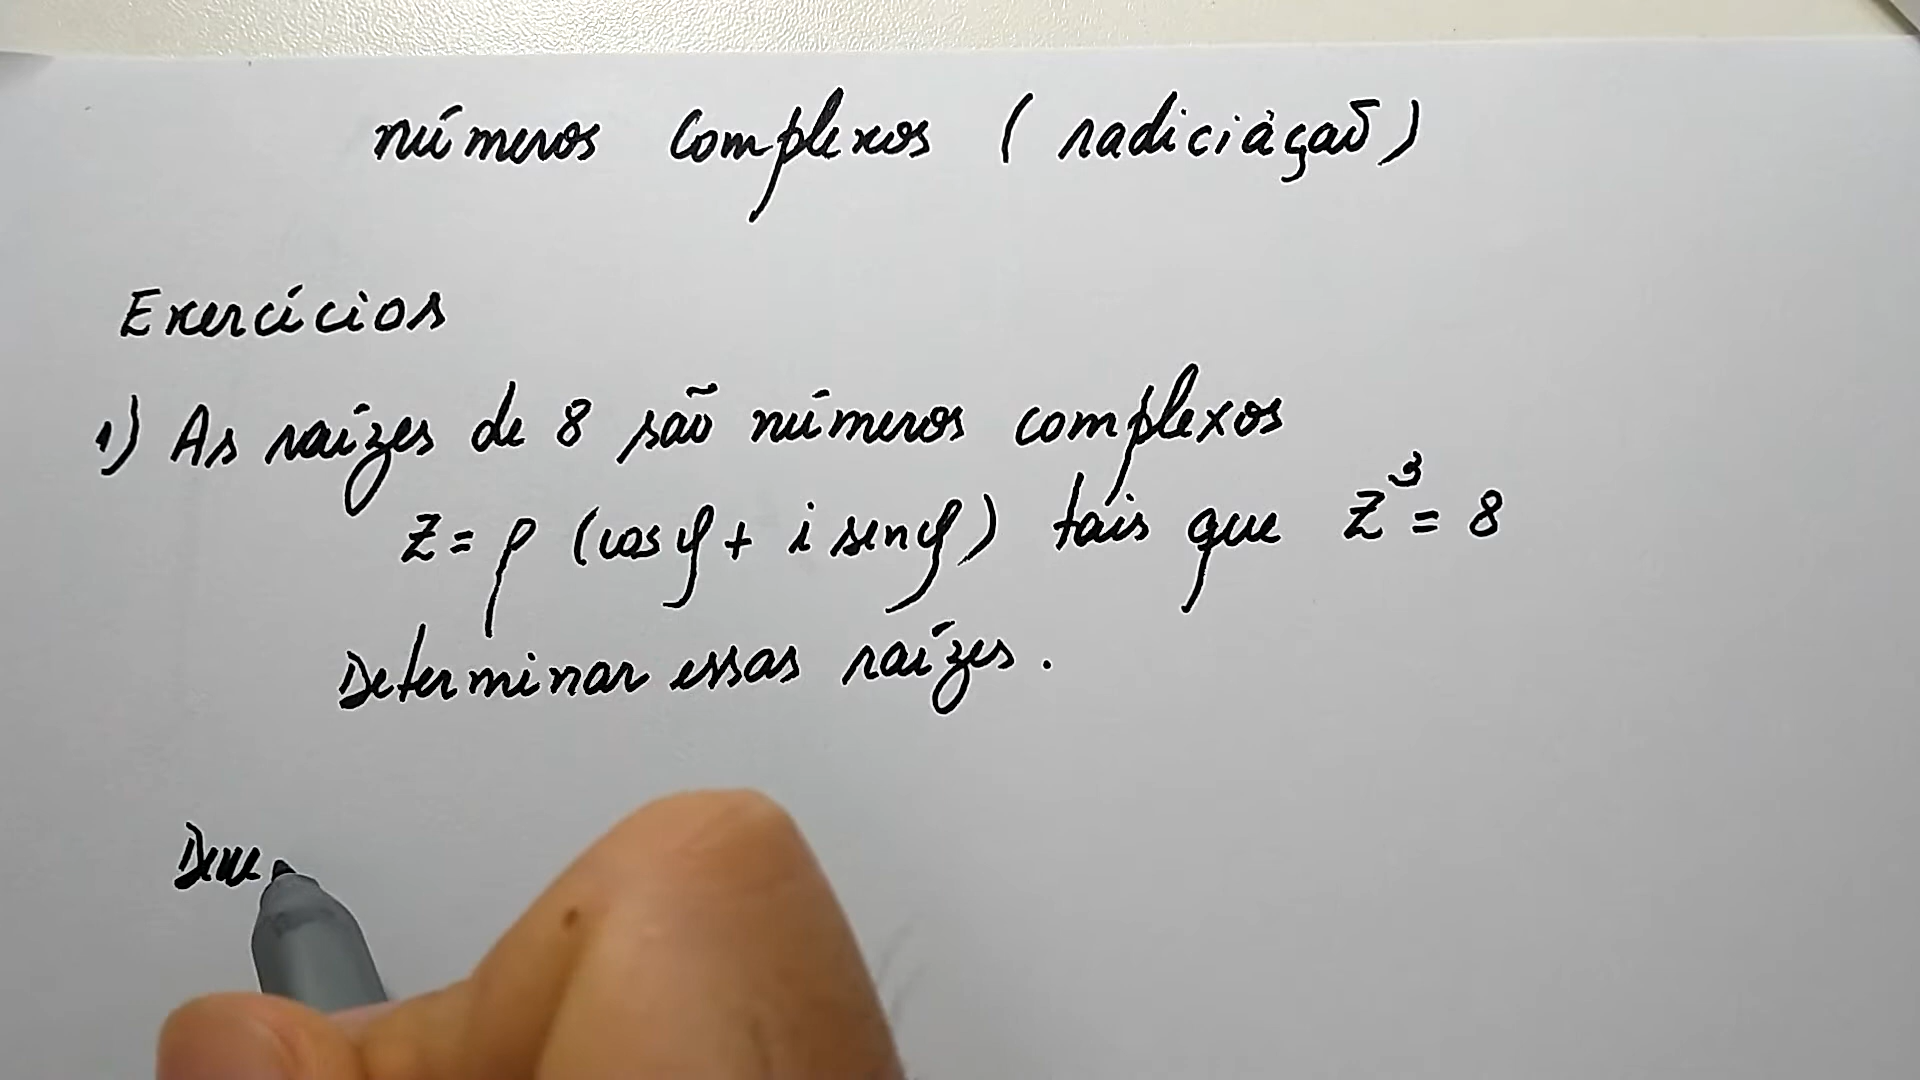 números complexos (radiciação)
Exercícios
1) As raízes de 8 são números complexos
z = ρ (cos φ + i sen φ) tais que z³ = 8
Determinar essas raízes.